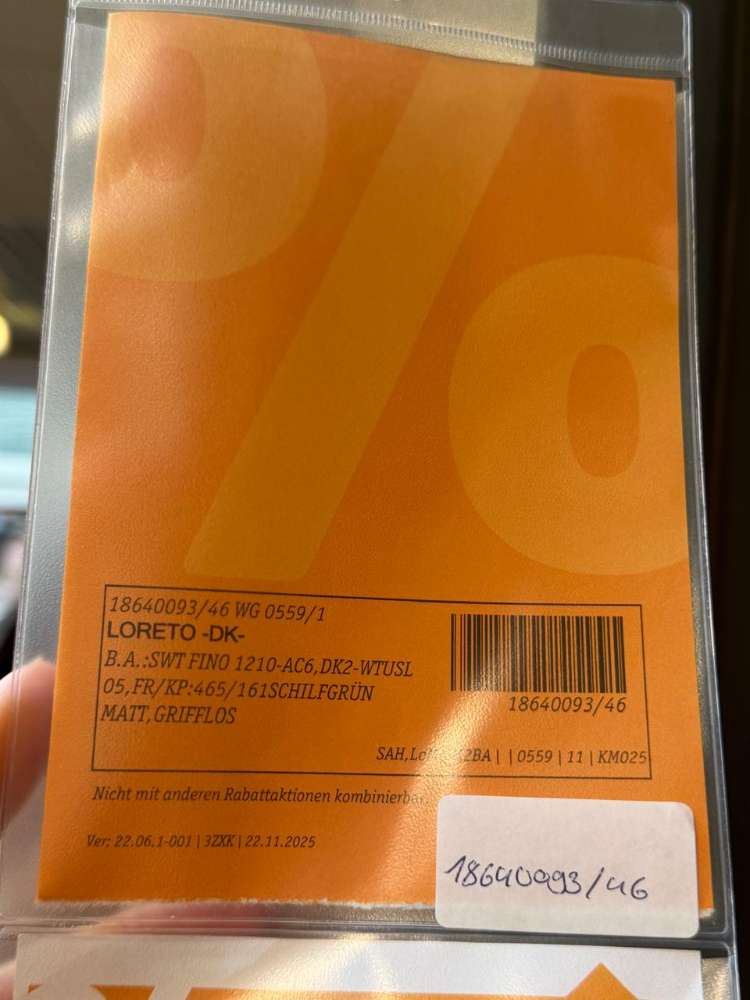 %
18640093/46 WG 0559/1
LORETO -DK-
B.A.:SWT FINO 1210-AC6,DK2-WTUSL
05,FR/KP:465/161SCHILFGRÜN
MATT,GRIFFLOS
18640093/46
| | 0559 | 11 | KM025
Nicht mit anderen Rabattaktionen kombinierbar.
Ver: 22.06.1-001 | 3ZXK | 22.11.2025
18640093/46